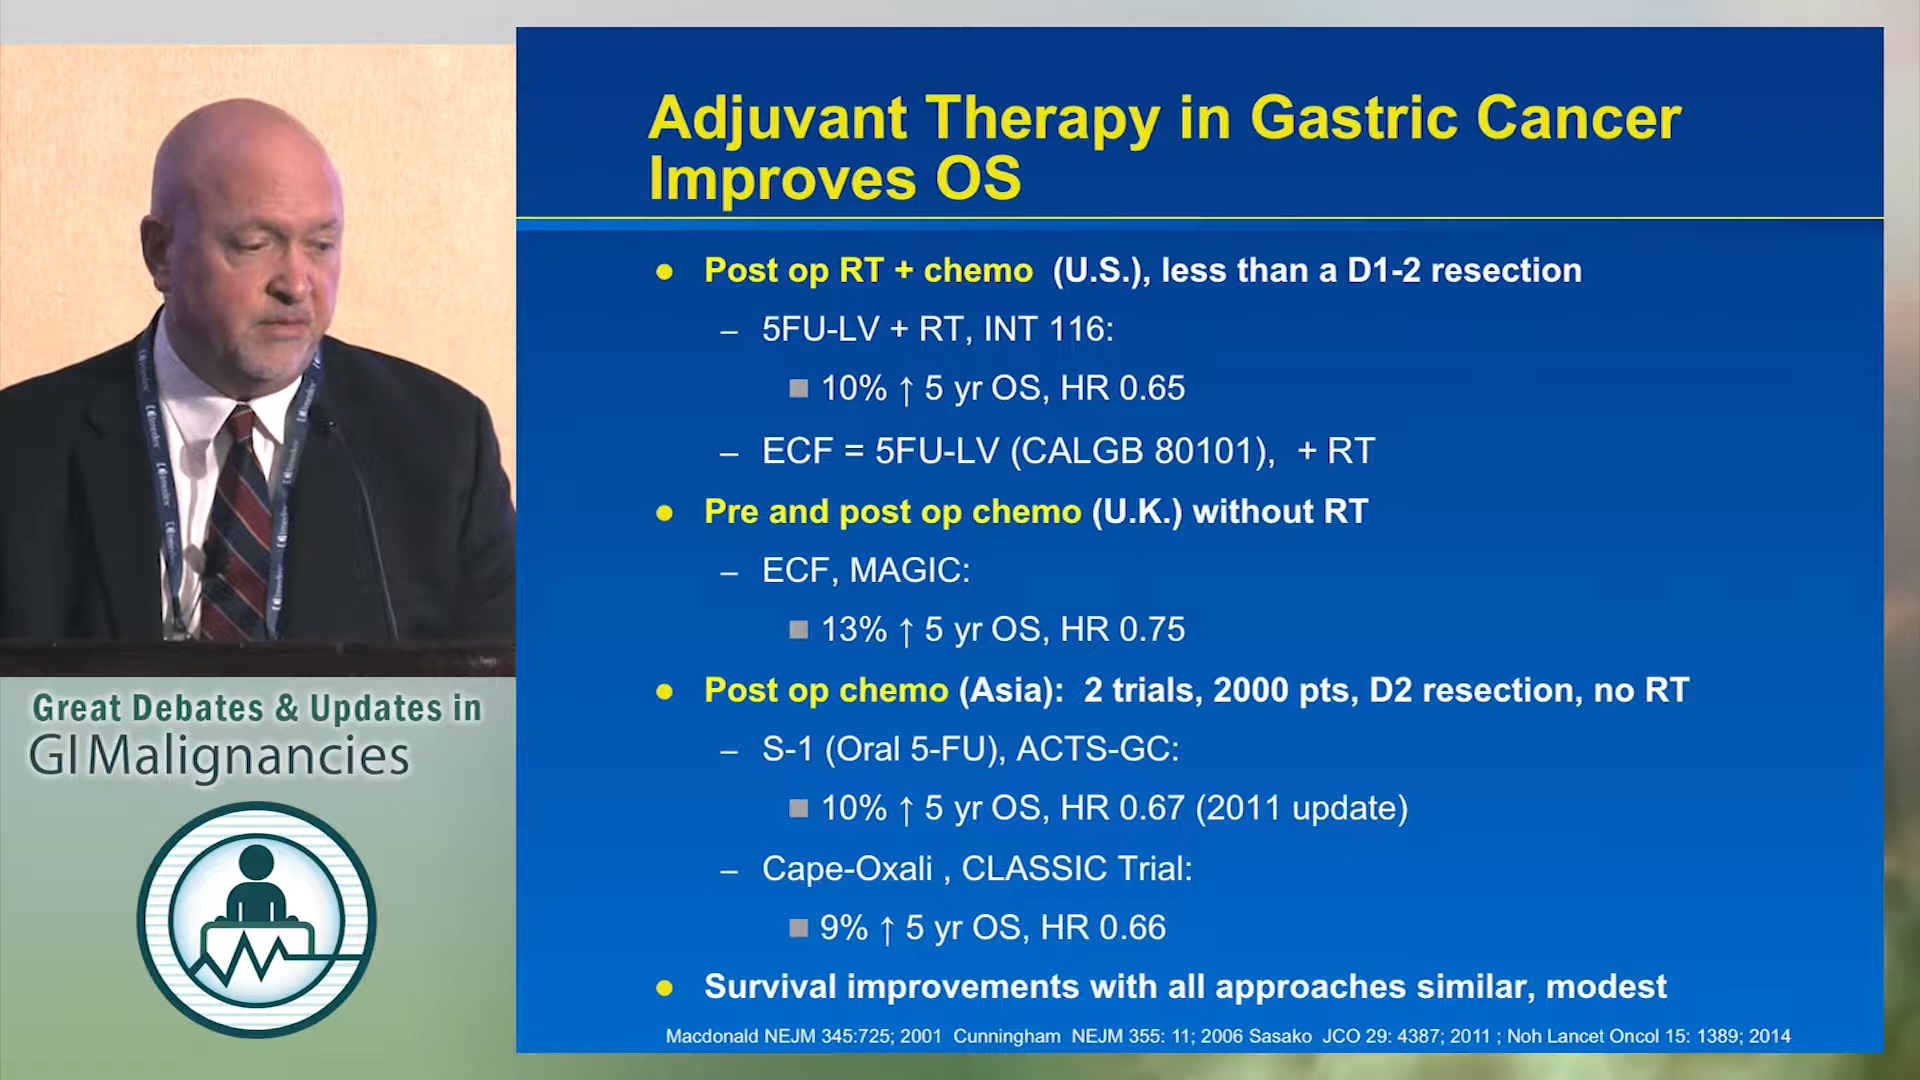 Adjuvant Therapy in Gastric Cancer
Improves OS
● Post op RT + chemo (U.S.), less than a D1-2 resection
– 5FU-LV + RT, INT 116:
■ 10% ↑ 5 yr OS, HR 0.65
– ECF = 5FU-LV (CALGB 80101), + RT
● Pre and post op chemo (U.K.) without RT
– ECF, MAGIC:
■ 13% ↑ 5 yr OS, HR 0.75
● Post op chemo (Asia): 2 trials, 2000 pts, D2 resection, no RT
– S-1 (Oral 5-FU), ACTS-GC:
■ 10% ↑ 5 yr OS, HR 0.67 (2011 update)
– Cape-Oxali , CLASSIC Trial:
■ 9% ↑ 5 yr OS, HR 0.66
● Survival improvements with all approaches similar, modest
Macdonald NEJM 345:725; 2001 Cunningham NEJM 355: 11; 2006 Sasako JCO 29: 4387; 2011 ; Noh Lancet Oncol 15: 1389; 2014
Great Debates & Updates in
GI Malignancies